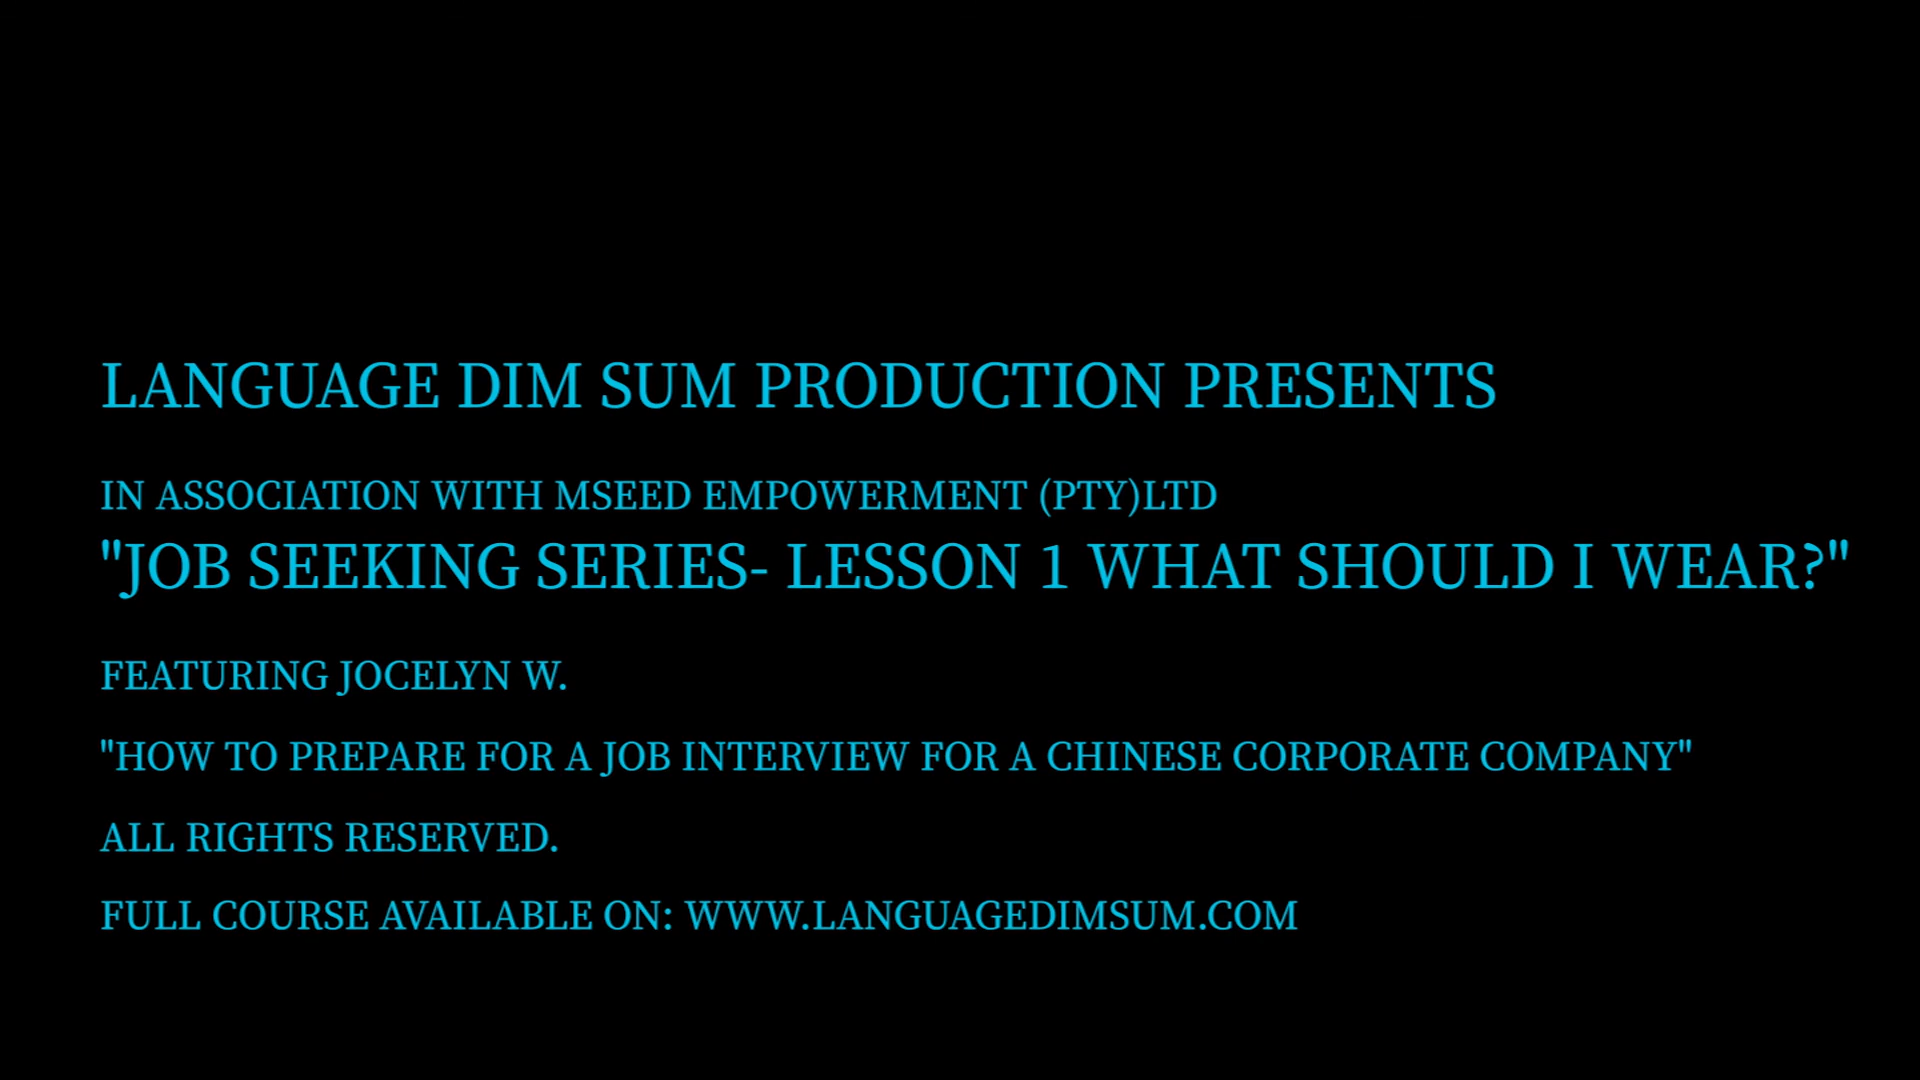 LANGUAGE DIM SUM PRODUCTION PRESENTS
IN ASSOCIATION WITH MSEED EMPOWERMENT (PTY)LTD
"JOB SEEKING SERIES- LESSON 1 WHAT SHOULD I WEAR?"
FEATURING JOCELYN W.
"HOW TO PREPARE FOR A JOB INTERVIEW FOR A CHINESE CORPORATE COMPANY"
ALL RIGHTS RESERVED.
FULL COURSE AVAILABLE ON: WWW.LANGUAGEDIMSUM.COM